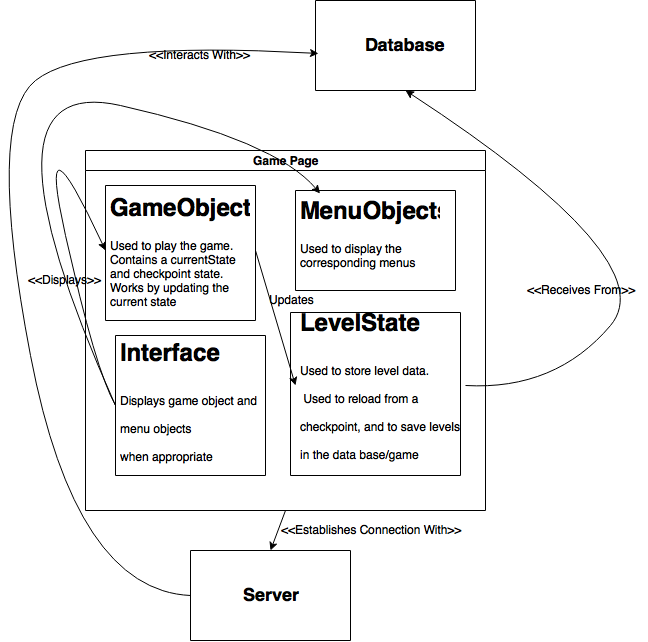 Database
<<Interacts With>>
Game Page
GameObject
Used to play the game.
Contains a currentState
and checkpoint state.
Works by updating the
current state
MenuObjects
Used to display the
corresponding menus
<<Displays>>
<<Receives From>>
Updates
LevelState
Used to store level data.
Used to reload from a
checkpoint, and to save levels
in the data base/game
Interface
Displays game object and
menu objects
when appropriate
<<Establishes Connection With>>
Server